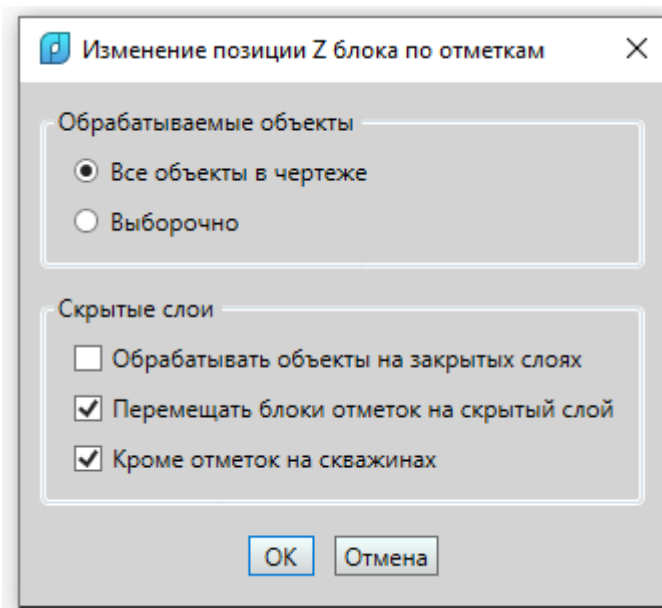 Изменение позиции Z блока по отметкам
Обрабатываемые объекты
Все объекты в чертеже
Выборочно
Скрытые слои
Обрабатывать объекты на закрытых слоях
Перемещать блоки отметок на скрытый слой
Кроме отметок на скважинах
ОК Отмена